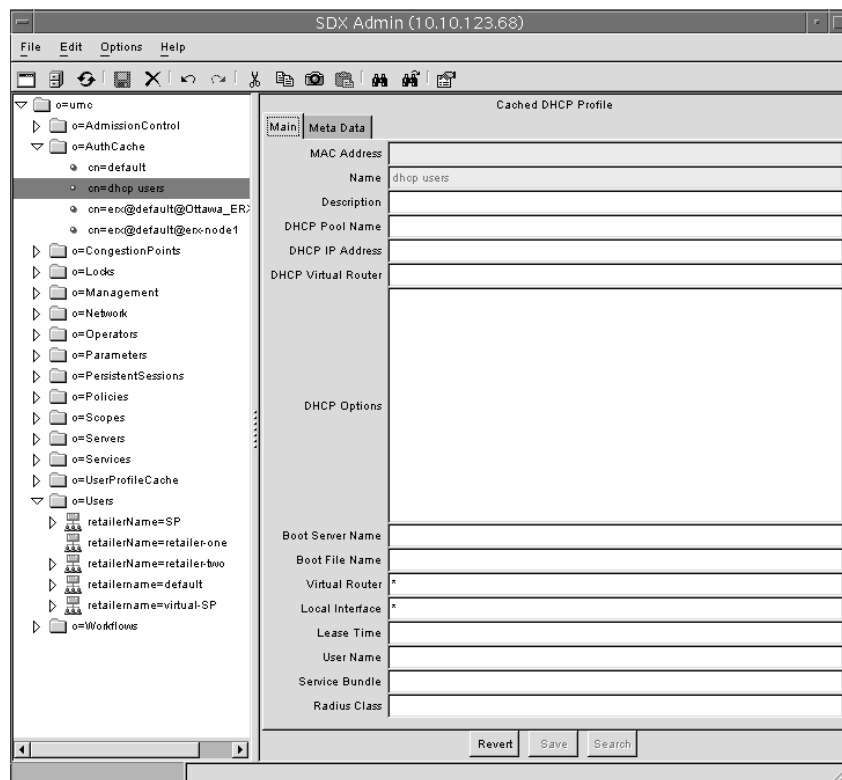 SDX Admin (10.10.123.68)
File Edit Options Help
o=umc
o=AdmissionControl
o=AuthCache
cn=default
cn=dhcp users
cn=erx@default@Ottawa_ERX
cn=erx@default@erx-node1
o=CongestionPoints
o=Locks
o=Management
o=Network
o=Operators
o=Parameters
o=PersistentSessions
o=Policies
o=Scopes
o=Servers
o=Services
o=UserProfileCache
o=Users
retailerName=SP
retailerName=retailer-one
retailerName=retailer-two
retailername=default
retailername=virtual-SP
o=Workflows
Cached DHCP Profile
Main Meta Data
MAC Address
Name dhcp users
Description
DHCP Pool Name
DHCP IP Address
DHCP Virtual Router
DHCP Options
Boot Server Name
Boot File Name
Virtual Router *
Local Interface *
Lease Time
User Name
Service Bundle
Radius Class
Revert Save Search